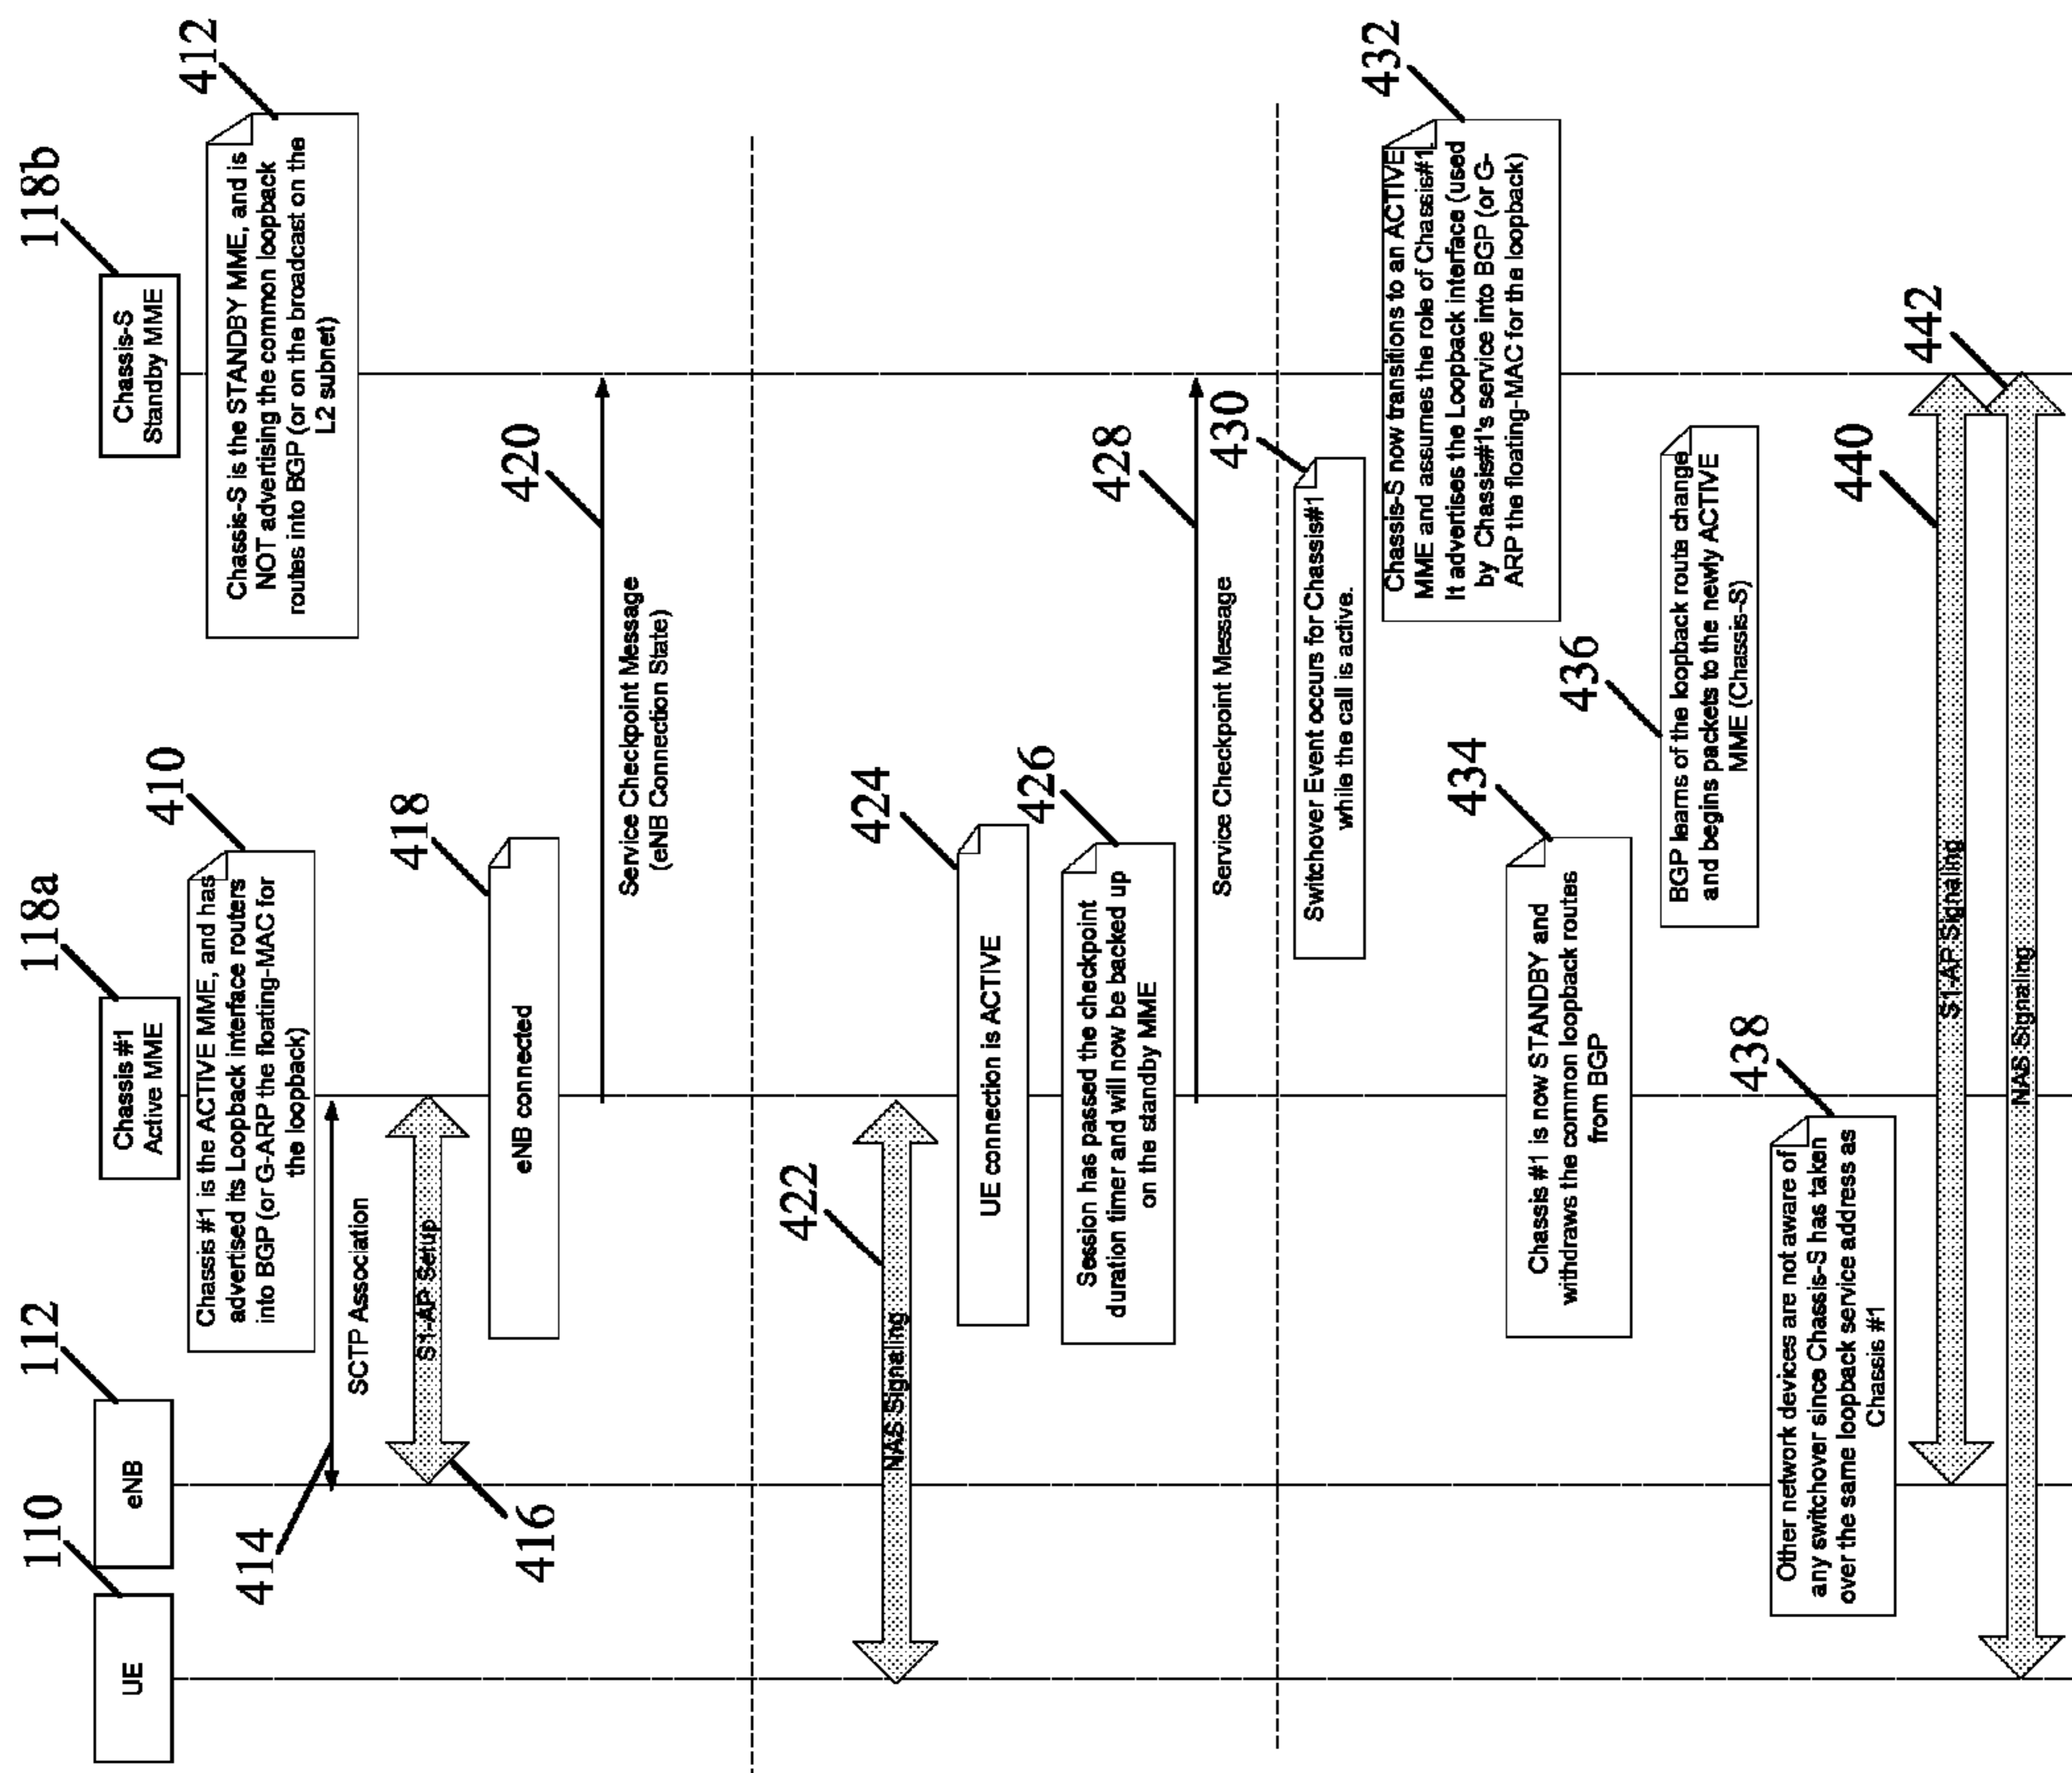 110
112
118a
118b
UE
eNB
Chassis #1
Active MME
Chassis-S
Standby MME
410
Chassis #1 is the ACTIVE MME, and has
advertised its Loopback interface routers
into BGP (or G-ARP the floating-MAC for
the loopback)
412
Chassis-S is the STANDBY MME, and is
NOT advertising the common loopback
routes into BGP (or on the broadcast on the
L2 subnet)
414
SCTP Association
416
S1-AP Setup
418
eNB connected
420
Service Checkpoint Message
(eNB Connection State)
422
NAS Signaling
424
UE connection is ACTIVE
426
Session has passed the checkpoint
duration timer and will now be backed up
on the standby MME
428
Service Checkpoint Message
430
Switchover Event occurs for Chassis#1
while the call is active.
432
Chassis-S now transitions to an ACTIVE
MME and assumes the role of Chassis#1.
It advertises the Loopback interface (used
by Chassis#1's service into BGP (or G-
ARP the floating-MAC for the loopback)
434
Chassis #1 is now STANDBY and
withdraws the common loopback routes
from BGP
436
BGP learns of the loopback route change
and begins packets to the newly ACTIVE
MME (Chassis-S)
438
Other network devices are not aware of
any switchover since Chassis-S has taken
over the same loopback service address as
Chassis #1
440
S1-AP Signaling
442
NAS Signaling